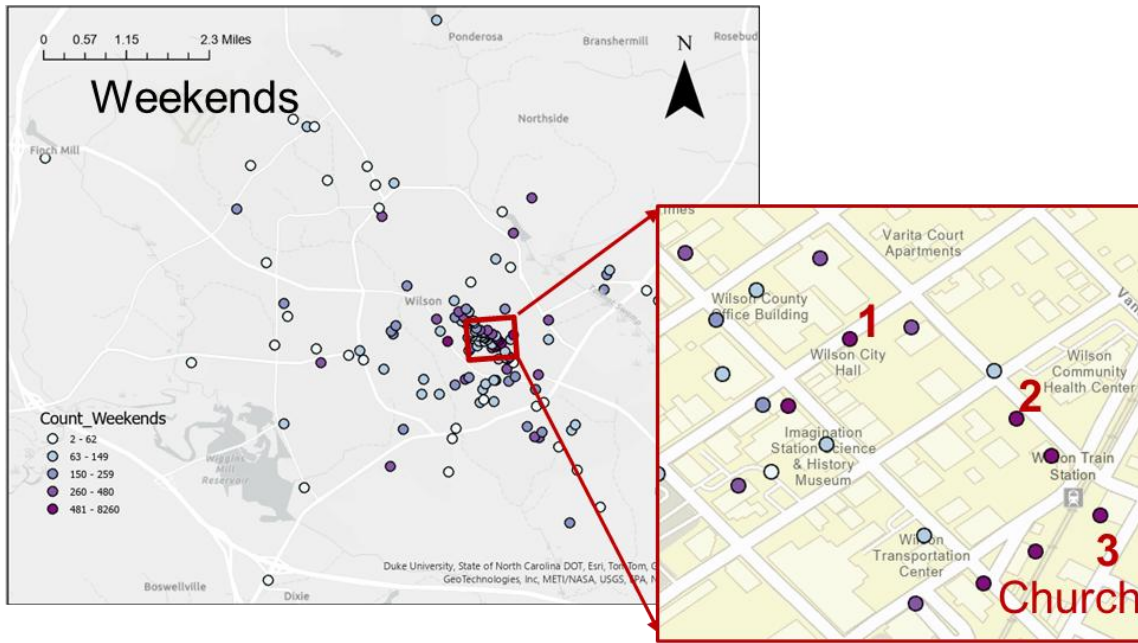 0 0.57 1.15 2.3 Miles
Weekends
Ponderosa
Branshermill
Rosebud
N
Northside
Finch Mill
Wilson
Count_Weekends
2 - 62
63 - 149
150 - 259
260 - 480
481 - 8260
Wiggins
Mill
Reservoir
Duke University, State of North Carolina DOT, Esri, TomTom, G
GeoTechnologies, Inc, METI/NASA, USGS, EPA, N
Boswellville
Dixie
Varita Court
Apartments
Wilson County
Office Building
1
Wilson City
Hall
Wilson
Community
Health Center
2
Imagination
Station Science
& History
Museum
Wilson Train
Station
Wilson
Transportation
Center
3
Church